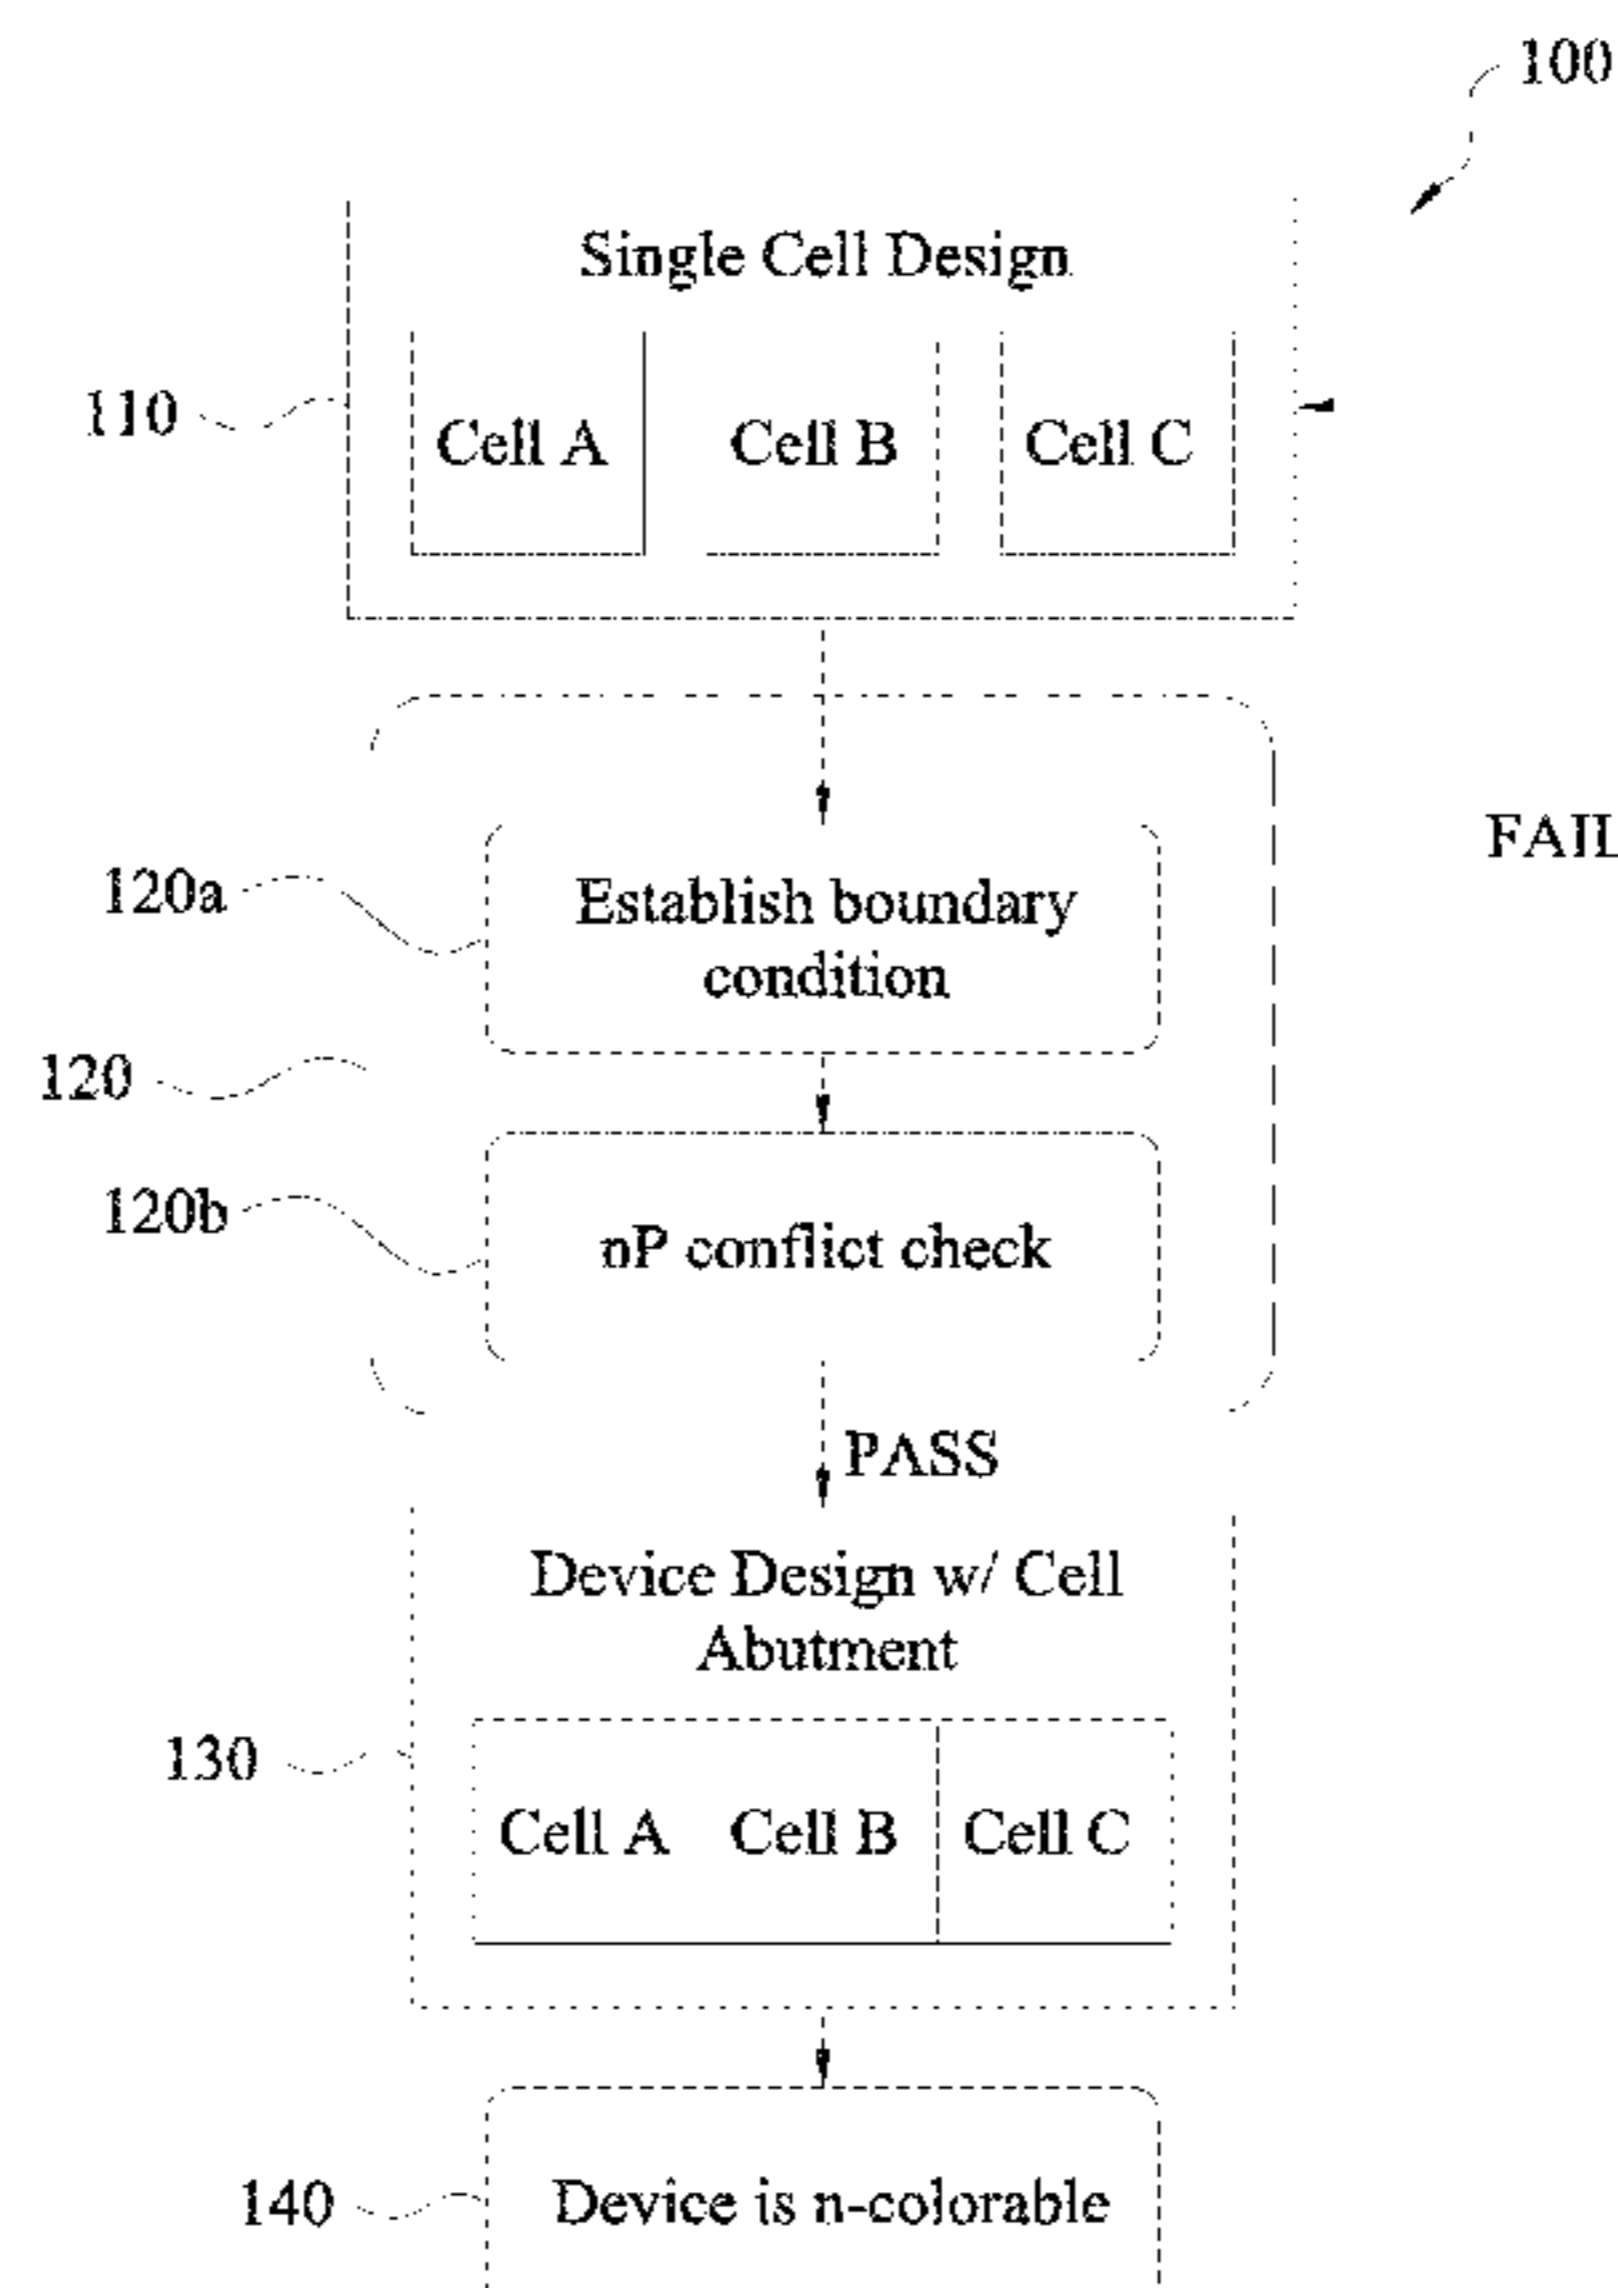 100
Single Cell Design
110
Cell A
Cell B
Cell C
FAIL
120a
Establish boundary
condition
120
120b
nP conflict check
PASS
Device Design w/ Cell
Abutment
130
Cell A
Cell B
Cell C
140
Device is n-colorable